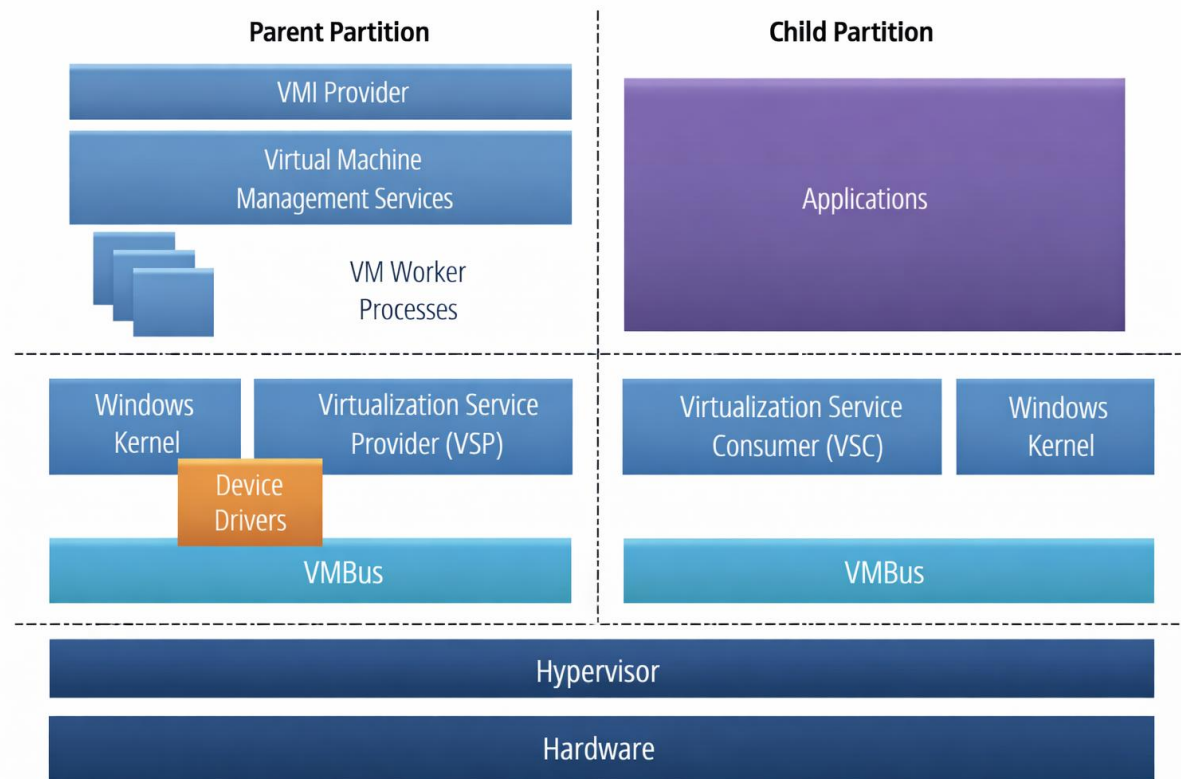 Parent Partition
Child Partition
VMI Provider
Virtual Machine
Management Services
VM Worker
Processes
Applications
Windows
Kernel
Virtualization Service
Provider (VSP)
Device
Drivers
VMBus
Virtualization Service
Consumer (VSC)
Windows
Kernel
VMBus
Hypervisor
Hardware